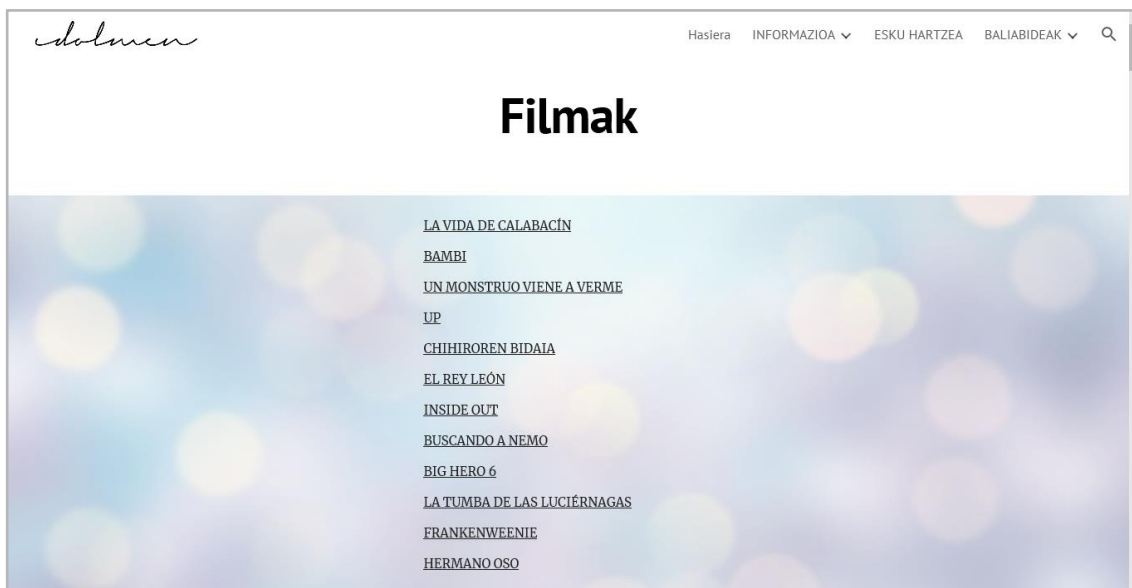 dolmen
Hasiera INFORMAZIOA ESKU HARTZEA BALIABIDEAK
Filmak
LA VIDA DE CALABACÍN
BAMBI
UN MONSTRUO VIENE A VERME
UP
CHIHIROREN BIDAIA
EL REY LEÓN
INSIDE OUT
BUSCANDO A NEMO
BIG HERO 6
LA TUMBA DE LAS LUCIÉRNAGAS
FRANKENWEENIE
HERMANO OSO